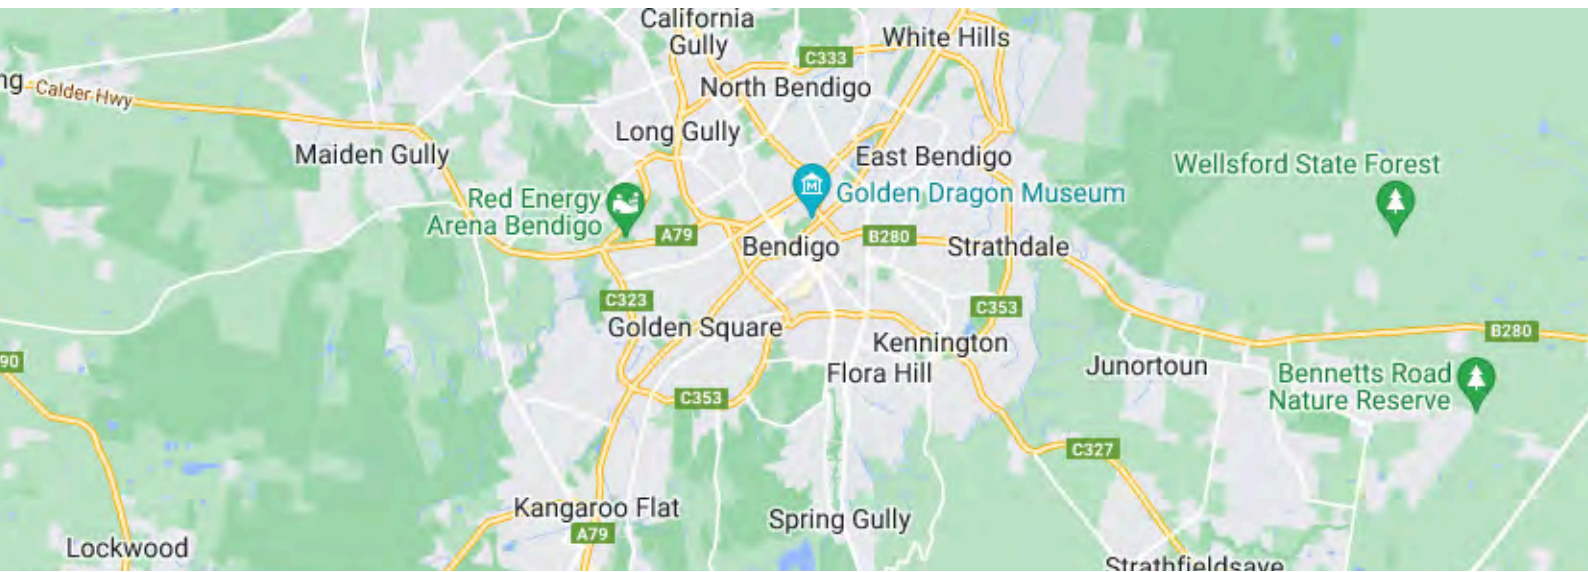 California
Gully
White Hills
C333
ng
Calder Hwy
North Bendigo
Long Gully
Maiden Gully
East Bendigo
Wellsford State Forest
Red Energy
Arena Bendigo
Golden Dragon Museum
A79
Bendigo
B280
Strathdale
C323
C353
Golden Square
B280
Kennington
90
Junortoun
Flora Hill
Bennetts Road
Nature Reserve
C353
C327
Kangaroo Flat
Spring Gully
A79
Lockwood
Strathfieldsaye